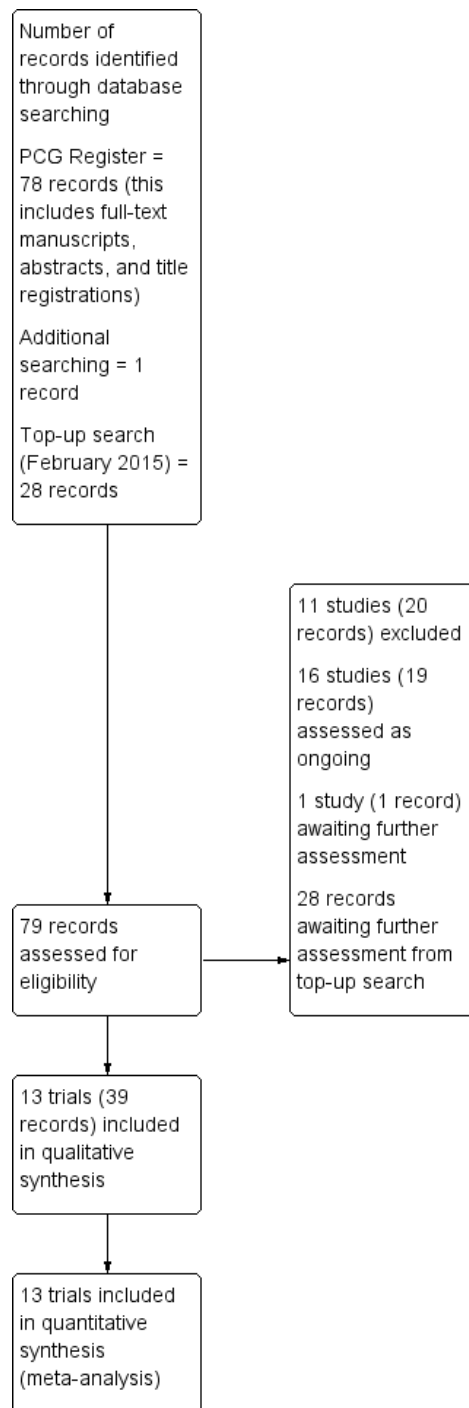 Number of
records identified
through database
searching
PCG Register =
78 records (this
includes full-text
manuscripts,
abstracts, and title
registrations)
Additional
searching = 1
record
Top-up search
(February 2015) =
28 records
11 studies (20
records) excluded
16 studies (19
records)
assessed as
ongoing
1 study (1 record)
awaiting further
assessment
28 records
awaiting further
assessment from
top-up search
79 records
assessed for
eligibility
13 trials (39
records) included
in qualitative
synthesis
13 trials included
in quantitative
synthesis
(meta-analysis)